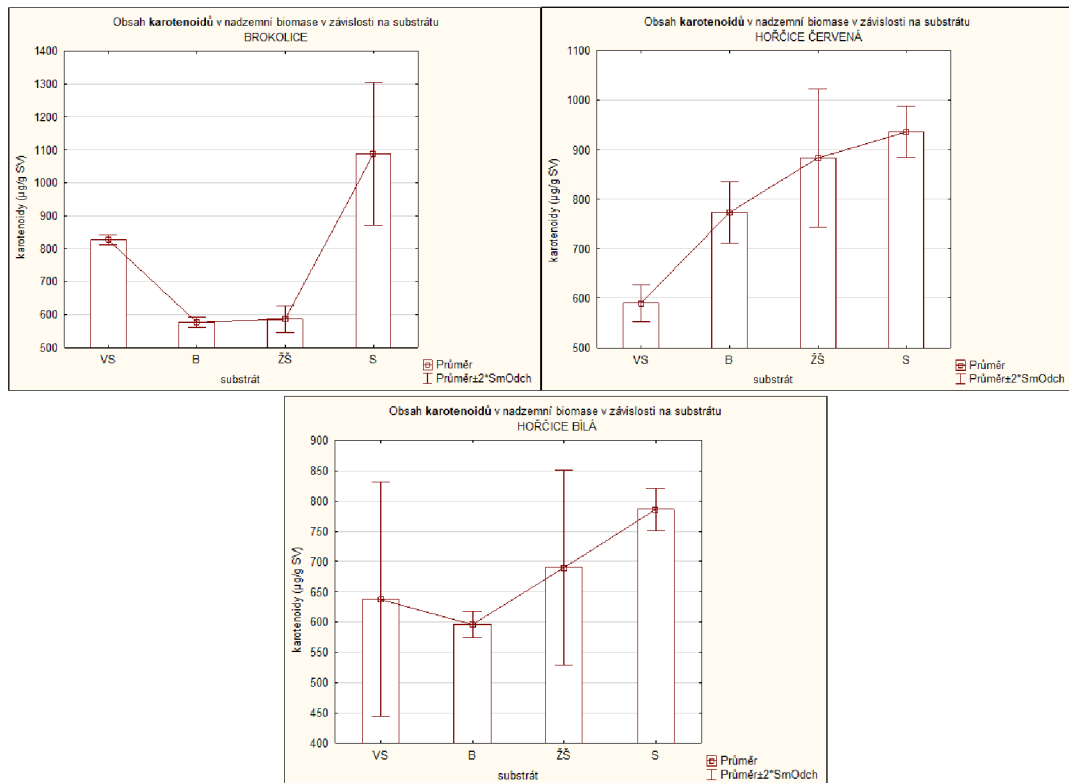 Obsah karotenoidů v nadzemní biomase v závislosti na substrátu
BROKOLICE
karotenoidy (µg/g SV)
1400
1300
1200
1100
1000
900
800
700
600
500
VS B ŽŠ S
substrát
Průměr
Průměr±2*SmOdch
Obsah karotenoidů v nadzemní biomase v závislosti na substrátu
HOŘČICE ČERVENÁ
karotenoidy (µg/g SV)
1100
1000
900
800
700
600
500
VS B ŽŠ S
substrát
Průměr
Průměr±2*SmOdch
Obsah karotenoidů v nadzemní biomase v závislosti na substrátu
HOŘČICE BÍLÁ
karotenoidy (µg/g SV)
900
850
800
750
700
650
600
550
500
450
400
VS B ŽŠ S
substrát
Průměr
Průměr±2*SmOdch